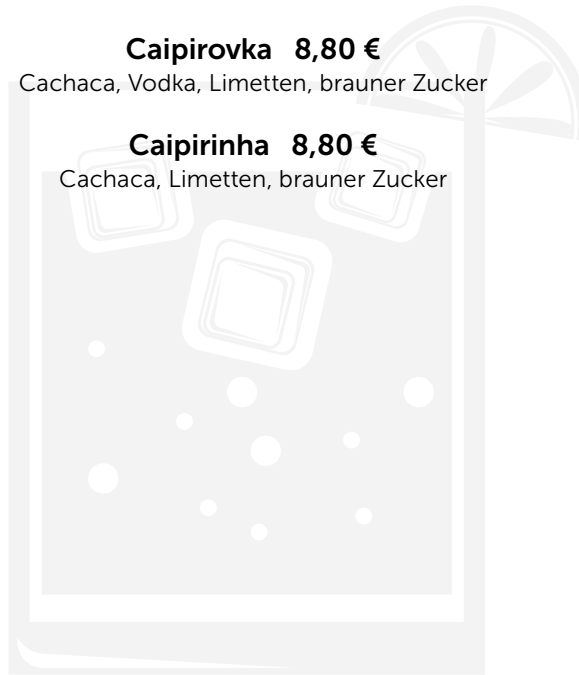 Caipirovka 8,80 €
Cachaca, Vodka, Limetten, brauner Zucker
Caipirinha 8,80 €
Cachaca, Limetten, brauner Zucker